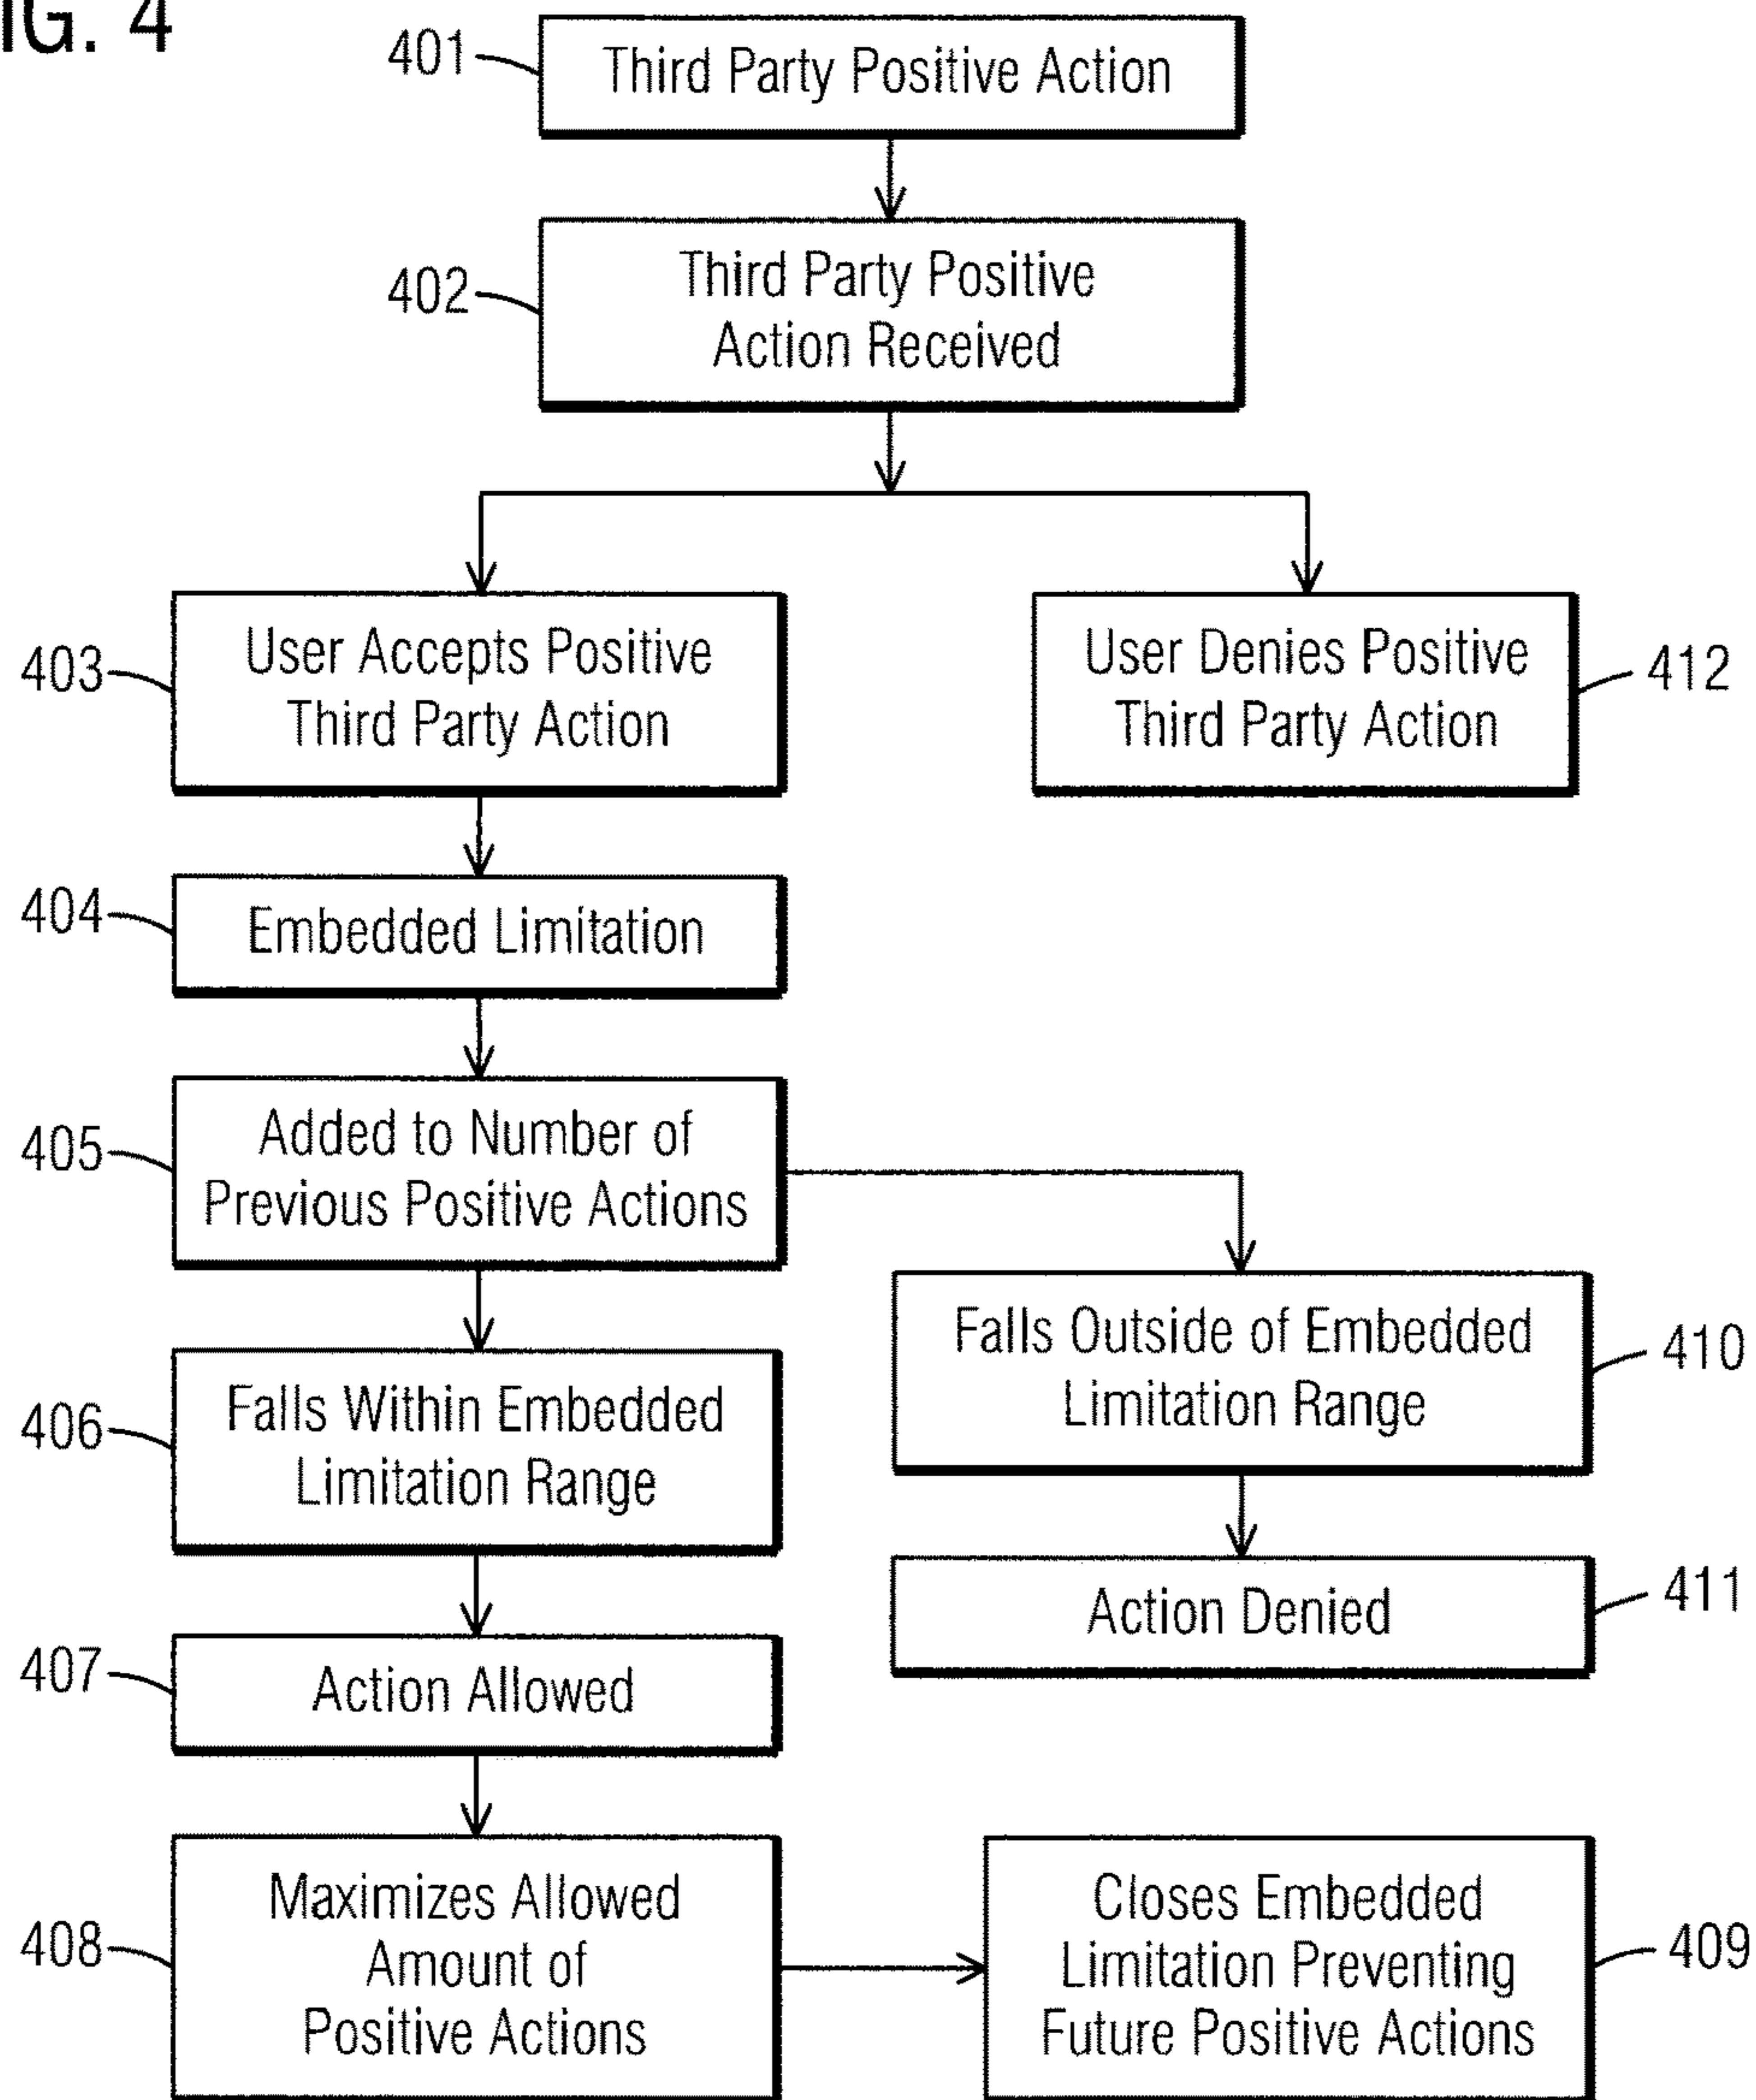 IG. 4
401
Third Party Positive Action
402
Third Party Positive
Action Received
403
User Accepts Positive
Third Party Action
User Denies Positive
Third Party Action
412
404
Embedded Limitation
405
Added to Number of
Previous Positive Actions
Falls Outside of Embedded
Limitation Range
410
406
Falls Within Embedded
Limitation Range
Action Denied
411
407
Action Allowed
408
Maximizes Allowed
Amount of
Positive Actions
Closes Embedded
Limitation Preventing
Future Positive Actions
409